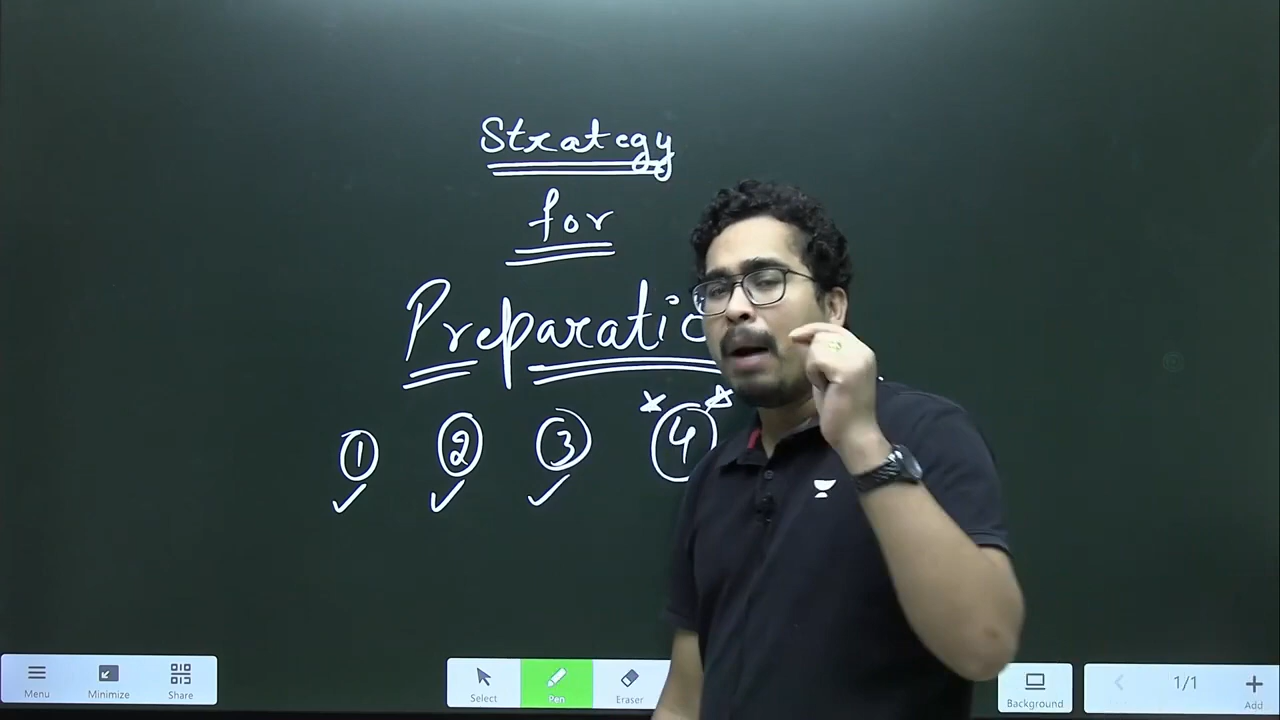 Strategy
for
Preparatio
1 2 3 4
Menu Minimize Share Select Pen Eraser Background 1/1 Add